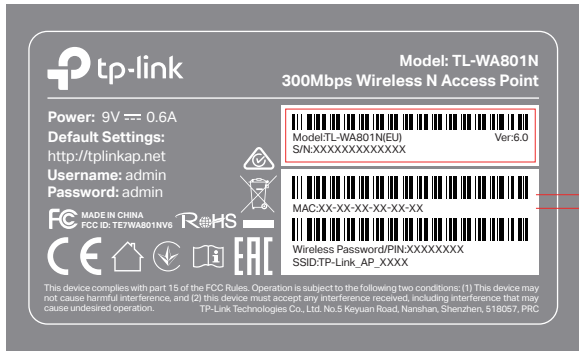 tp-link
Model: TL-WA801N
300Mbps Wireless N Access Point
Power: 9V 0.6A
Default Settings:
http://tplinkap.net
Username: admin
Password: admin
Model:TL-WA801N(EU) Ver:6.0
S/N:XXXXXXXXXXXXX
MAC:XX-XX-XX-XX-XX-XX
Wireless Password/PIN:XXXXXXXX
SSID:TP-Link_AP_XXXX
FC MADE IN CHINA
FCC ID: TE7WA801NV6
RoHS
CE
EAC
This device complies with part 15 of the FCC Rules. Operation is subject to the following two conditions: (1) This device may
not cause harmful interference, and (2) this device must accept any interference received, including interference that may
cause undesired operation. TP-Link Technologies Co., Ltd. No.5 Keyuan Road, Nanshan, Shenzhen, 518057, PRC